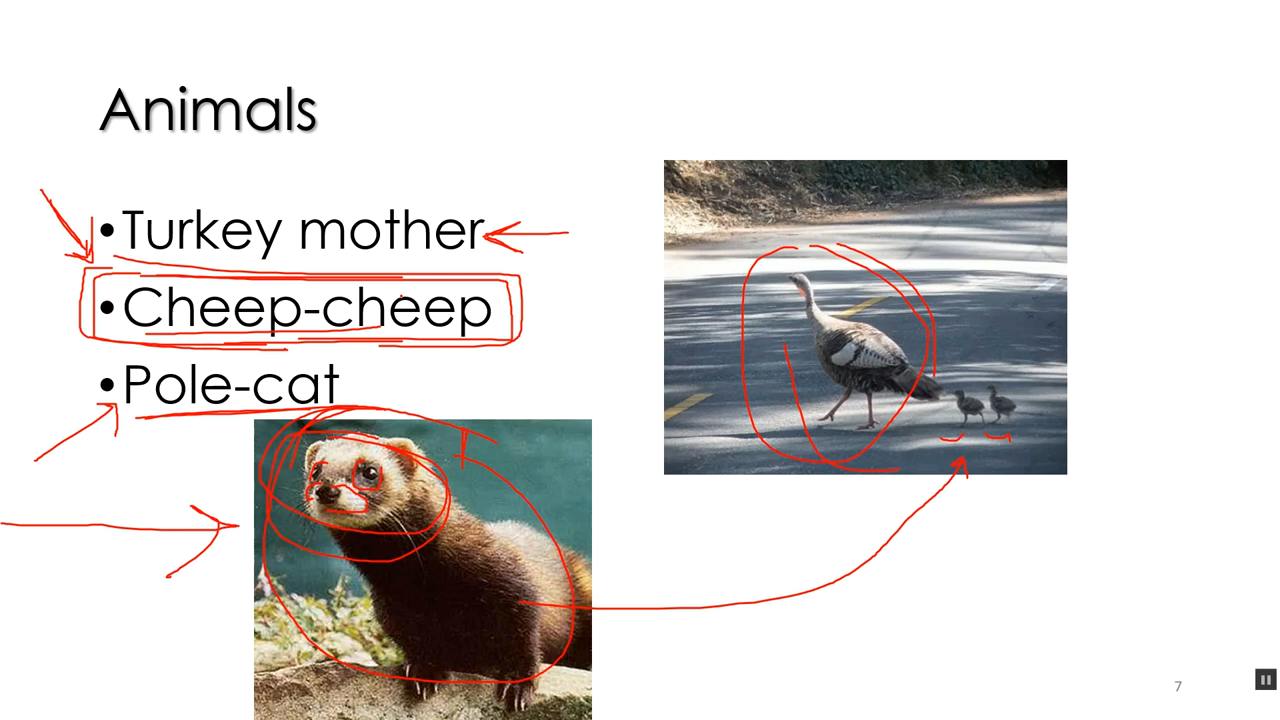 Animals
•Turkey mother
•Cheep-cheep
•Pole-cat
7